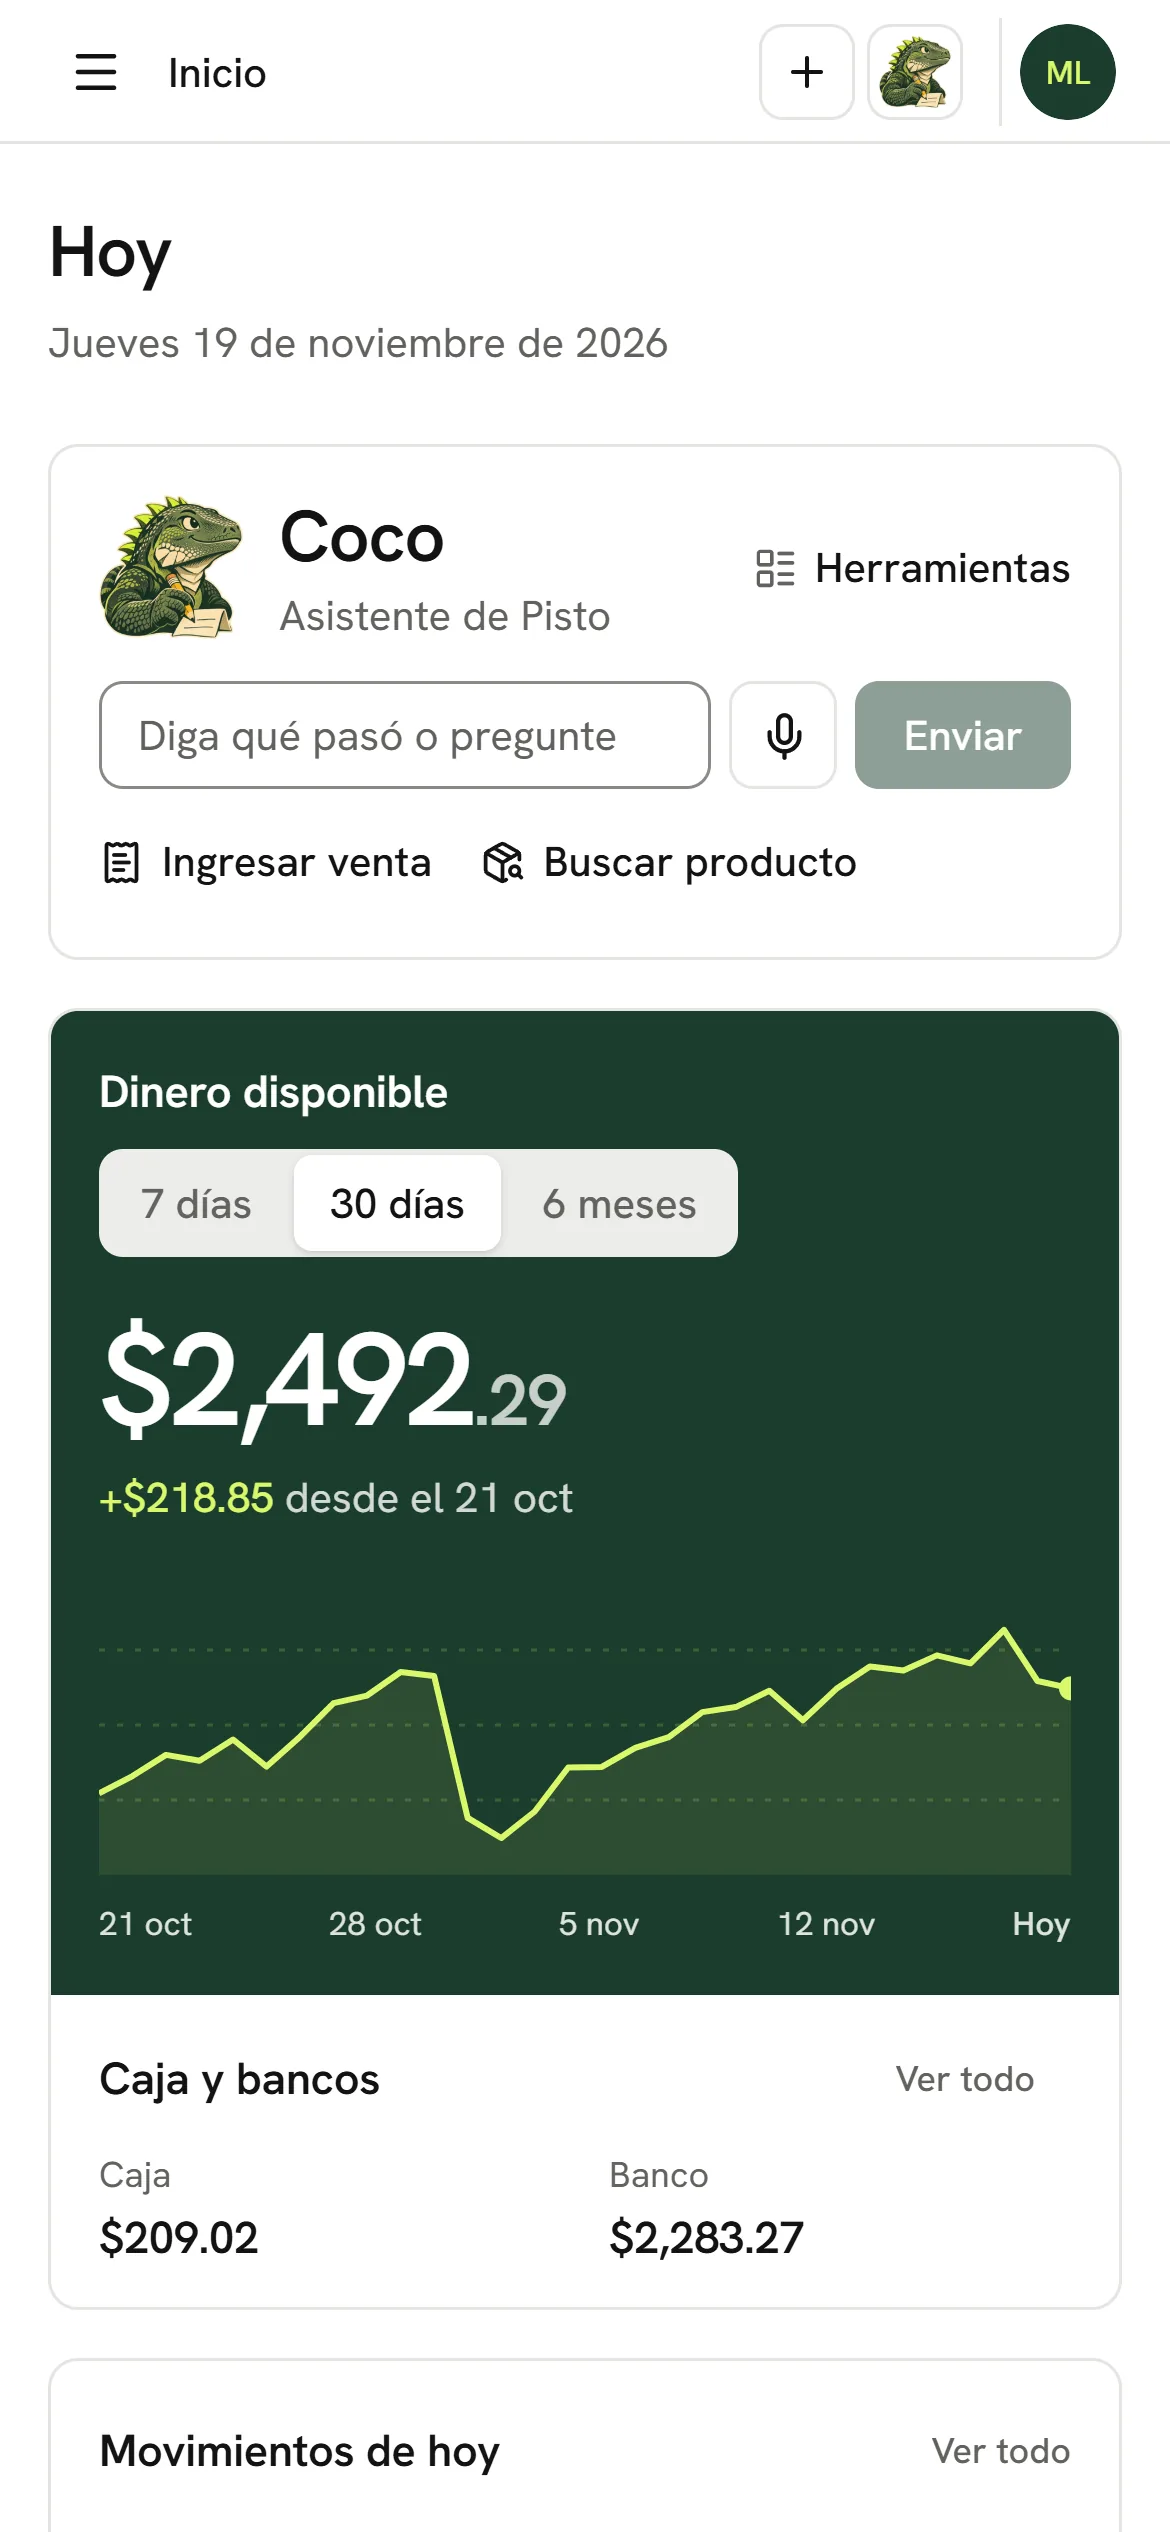 Inicio
ML
Hoy
Jueves 19 de noviembre de 2026
Coco
Asistente de Pisto
Herramientas
Diga qué pasó o pregunte
Enviar
Ingresar venta
Buscar producto
Dinero disponible
7 días
30 días
6 meses
$2,492.29
+$218.85 desde el 21 oct
21 oct
28 oct
5 nov
12 nov
Hoy
Caja y bancos
Ver todo
Caja
Banco
$209.02
$2,283.27
Movimientos de hoy
Ver todo